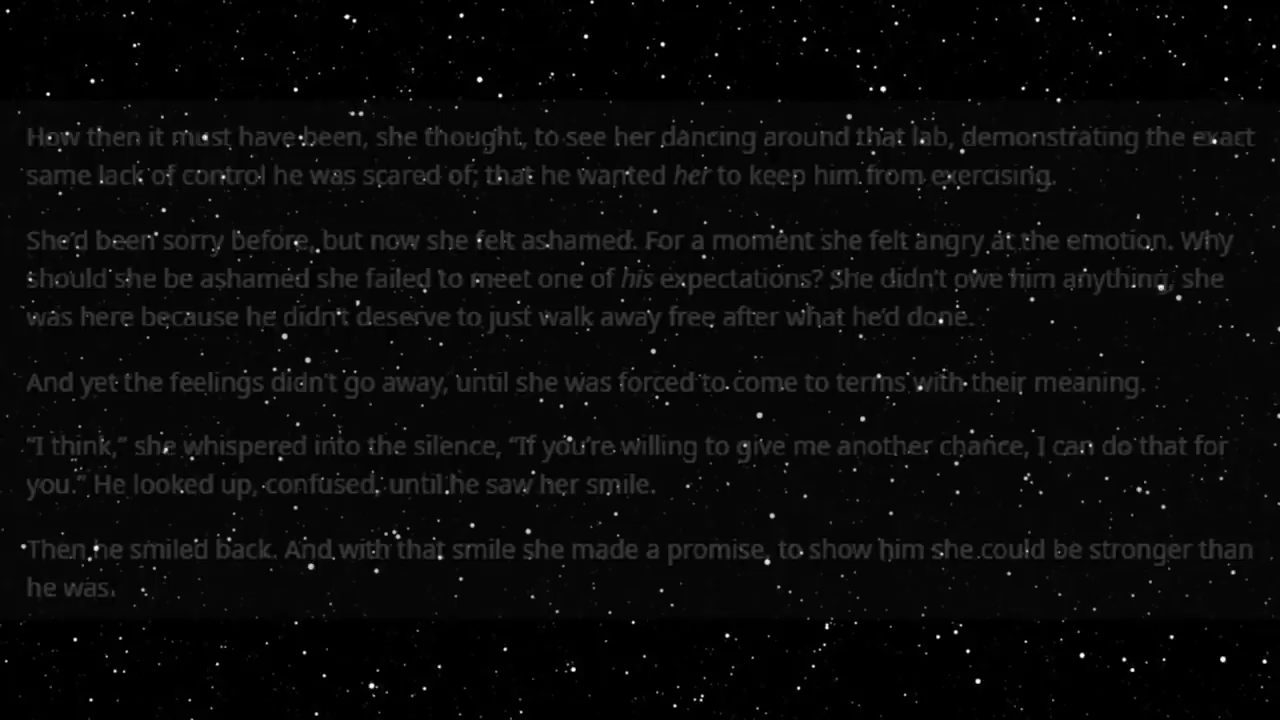 How then it must have been, she thought, to see her dancing around that lab, demonstrating the exact
same lack of control he was scared of; that he wanted her to keep him from exercising.
She’d been sorry before, but now she felt ashamed. For a moment she felt angry at the emotion. Why
should she be ashamed she failed to meet one of his expectations? She didn’t owe him anything, she
was here because he didn’t deserve to just walk away free after what he’d done.
And yet the feelings didn’t go away, until she was forced to come to terms with their meaning.
“I think,” she whispered into the silence, “If you’re willing to give me another chance, I can do that for
you.” He looked up, confused, until he saw her smile.
Then he smiled back. And with that smile she made a promise, to show him she could be stronger than
he was.